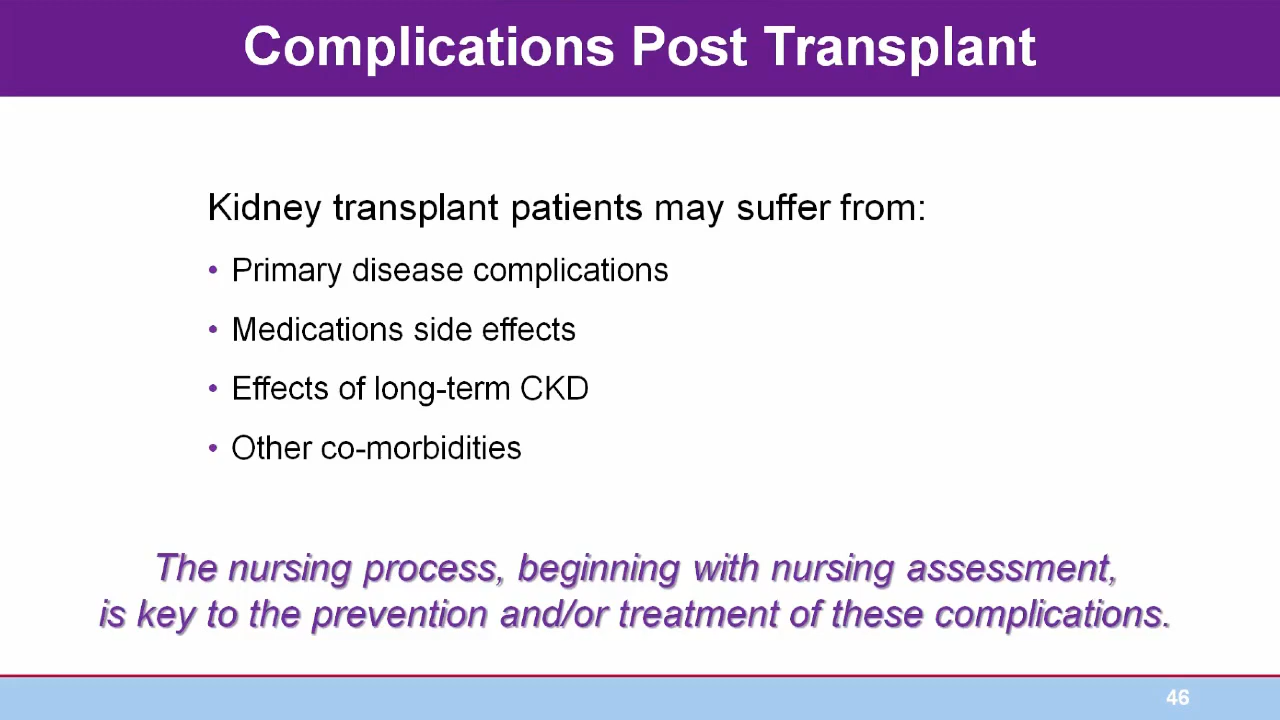 Complications Post Transplant
Kidney transplant patients may suffer from:
• Primary disease complications
• Medications side effects
• Effects of long-term CKD
• Other co-morbidities
The nursing process, beginning with nursing assessment,
is key to the prevention and/or treatment of these complications.
46